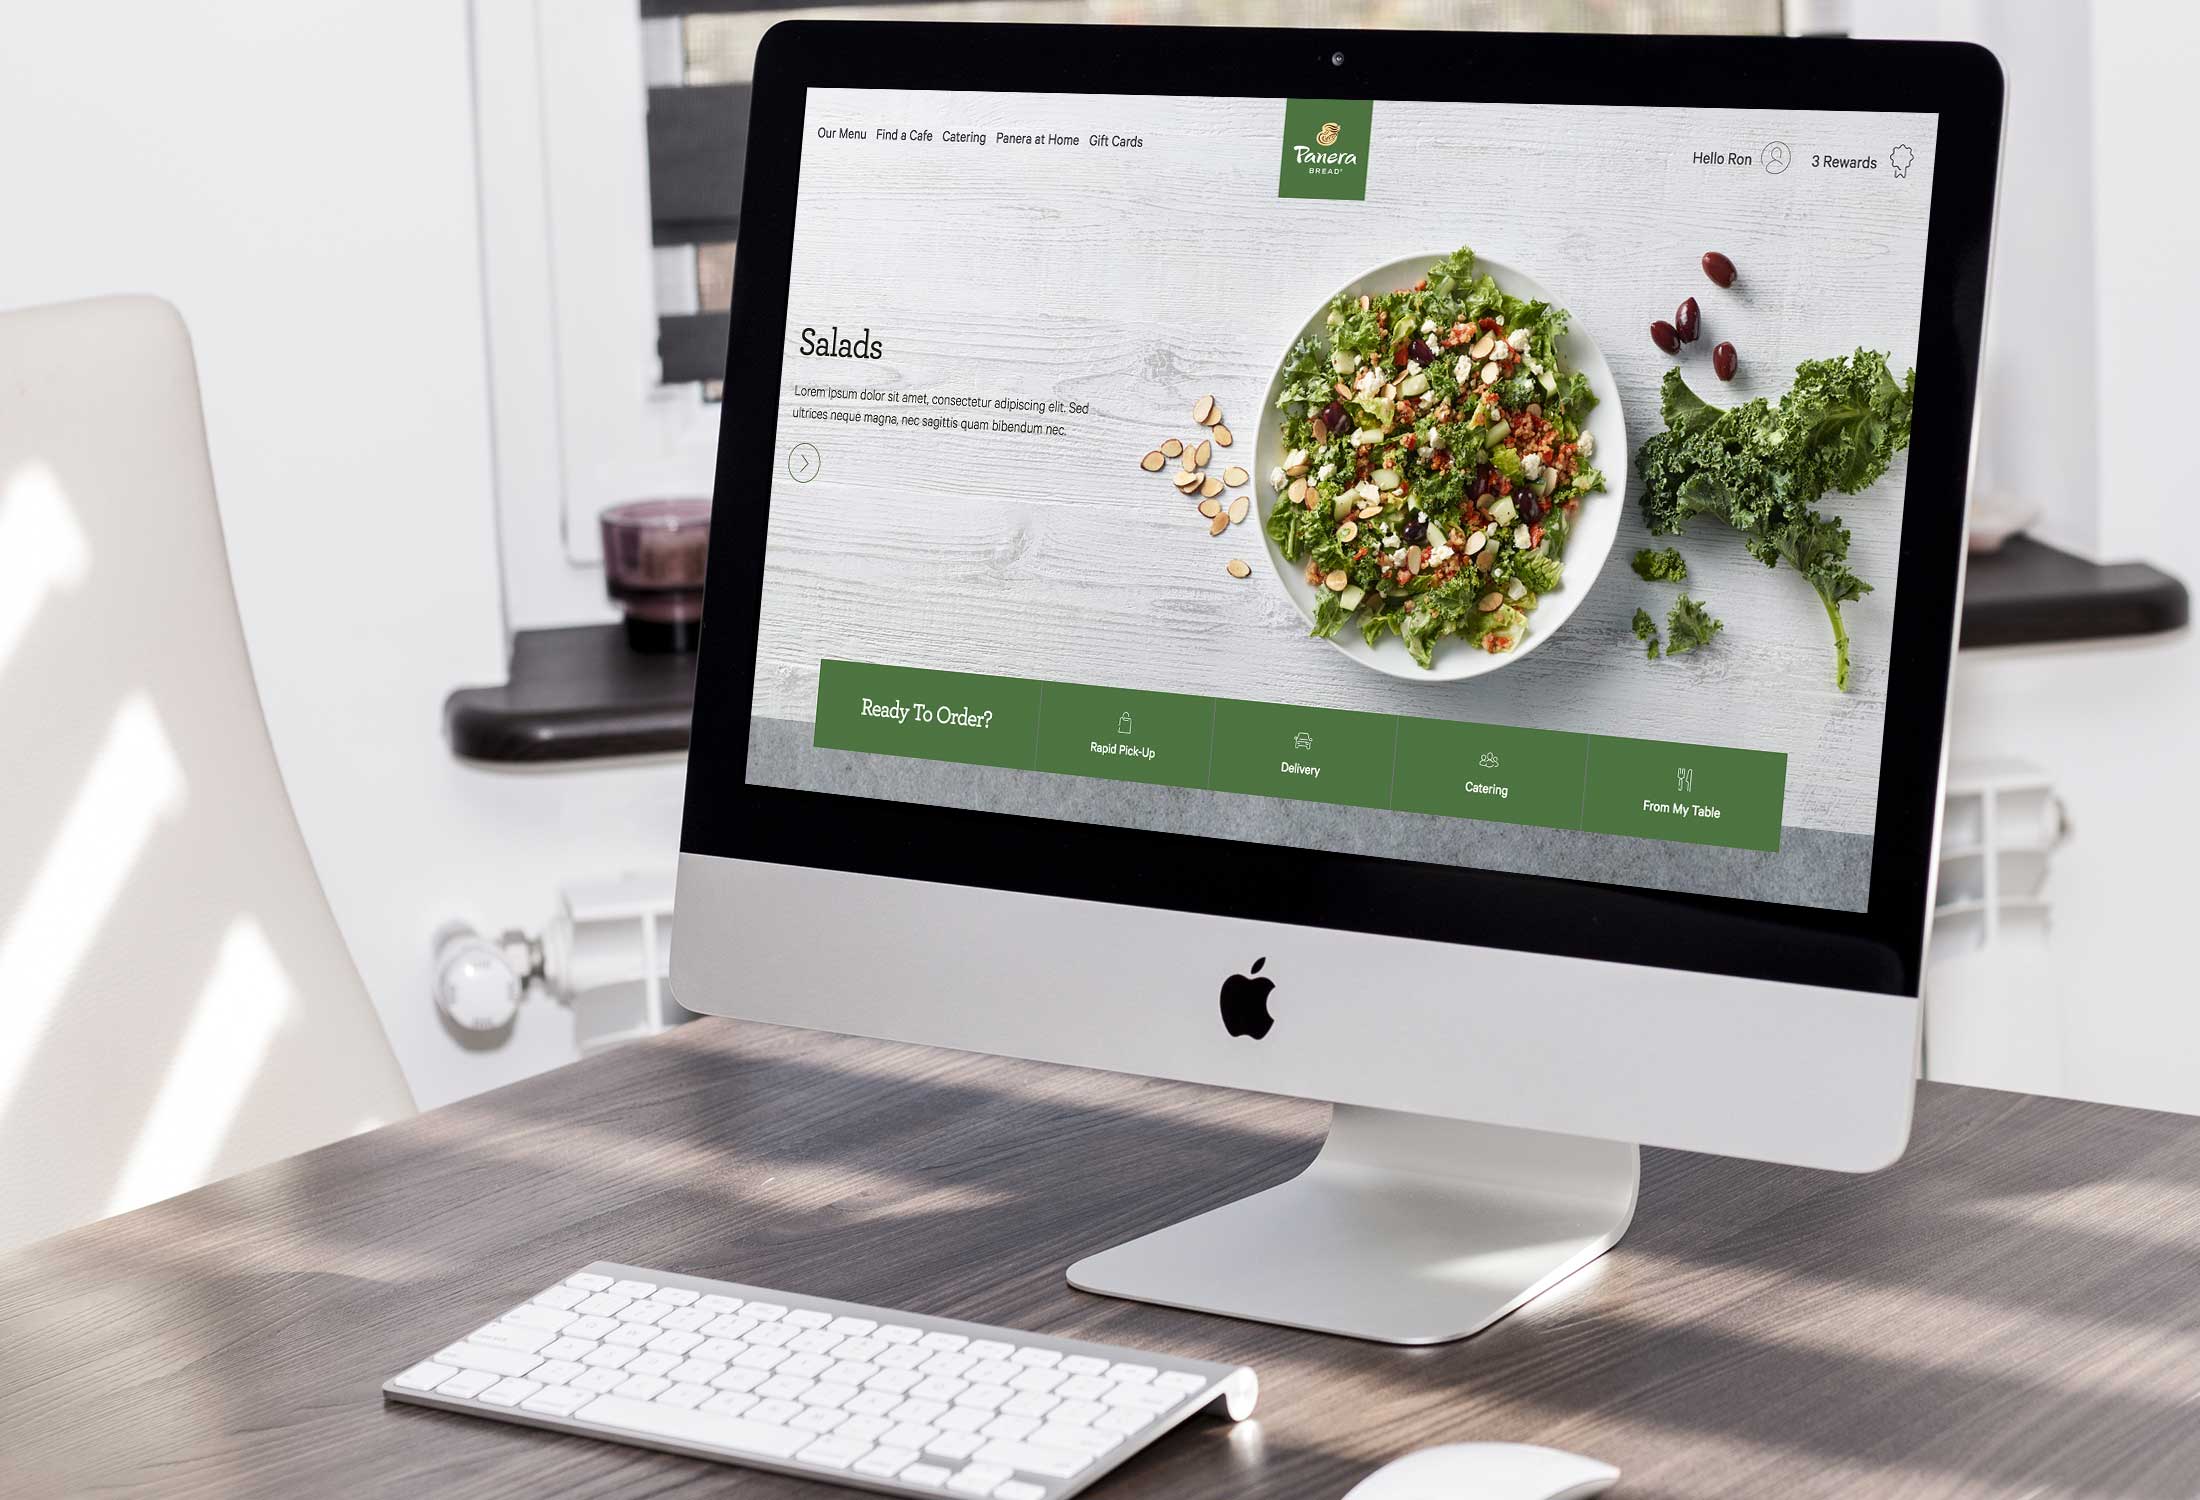 Our Menu Find a Cafe Catering Panera at Home Gift Cards
Panera
BREAD®
Hello Ron
3 Rewards
Salads
Lorem ipsum dolor sit amet, consectetur adipiscing elit. Sed
ultrices neque magna, nec sagittis quam bibendum nec.
Ready To Order?
Rapid Pick-Up
Delivery
Catering
From My Table